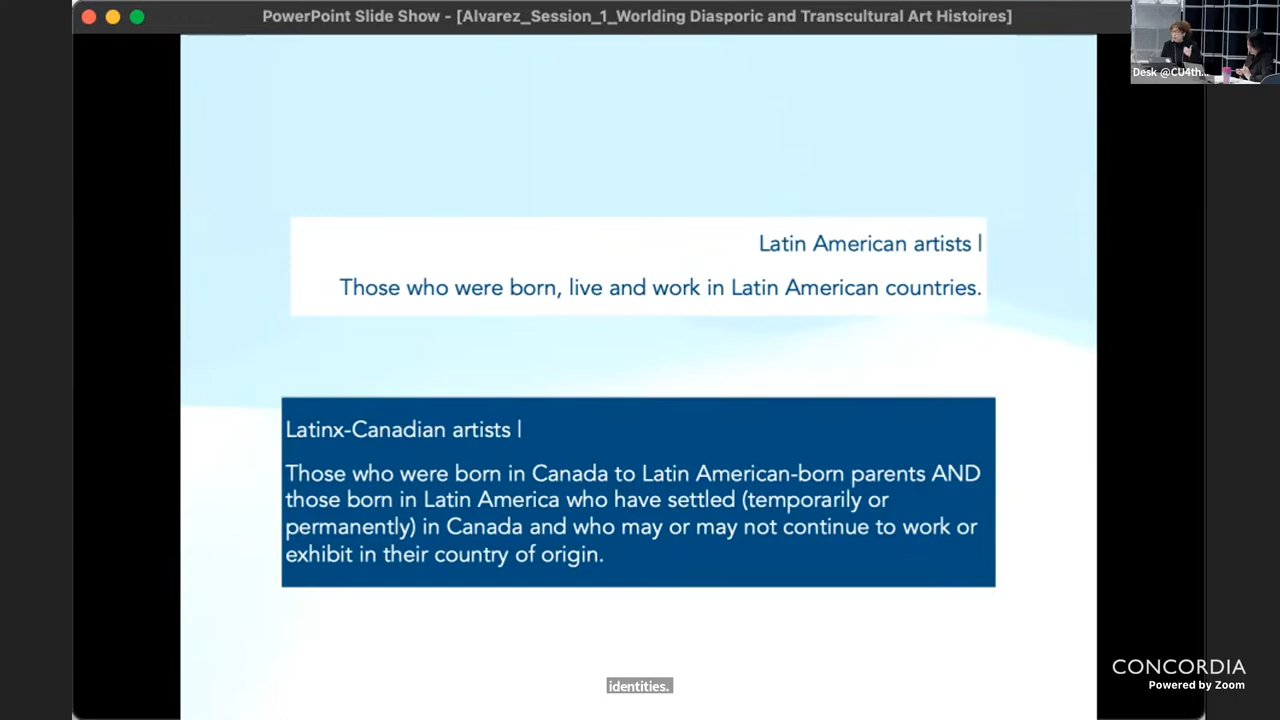 PowerPoint Slide Show - [Alvarez_Session_1_Worlding Diasporic and Transcultural Art Histoires]
Desk @CU4th...
Latin American artists |
Those who were born, live and work in Latin American countries.
Latinx-Canadian artists |
Those who were born in Canada to Latin American-born parents AND
those born in Latin America who have settled (temporarily or
permanently) in Canada and who may or may not continue to work or
exhibit in their country of origin.
identities.
CONCORDIA
Powered by Zoom